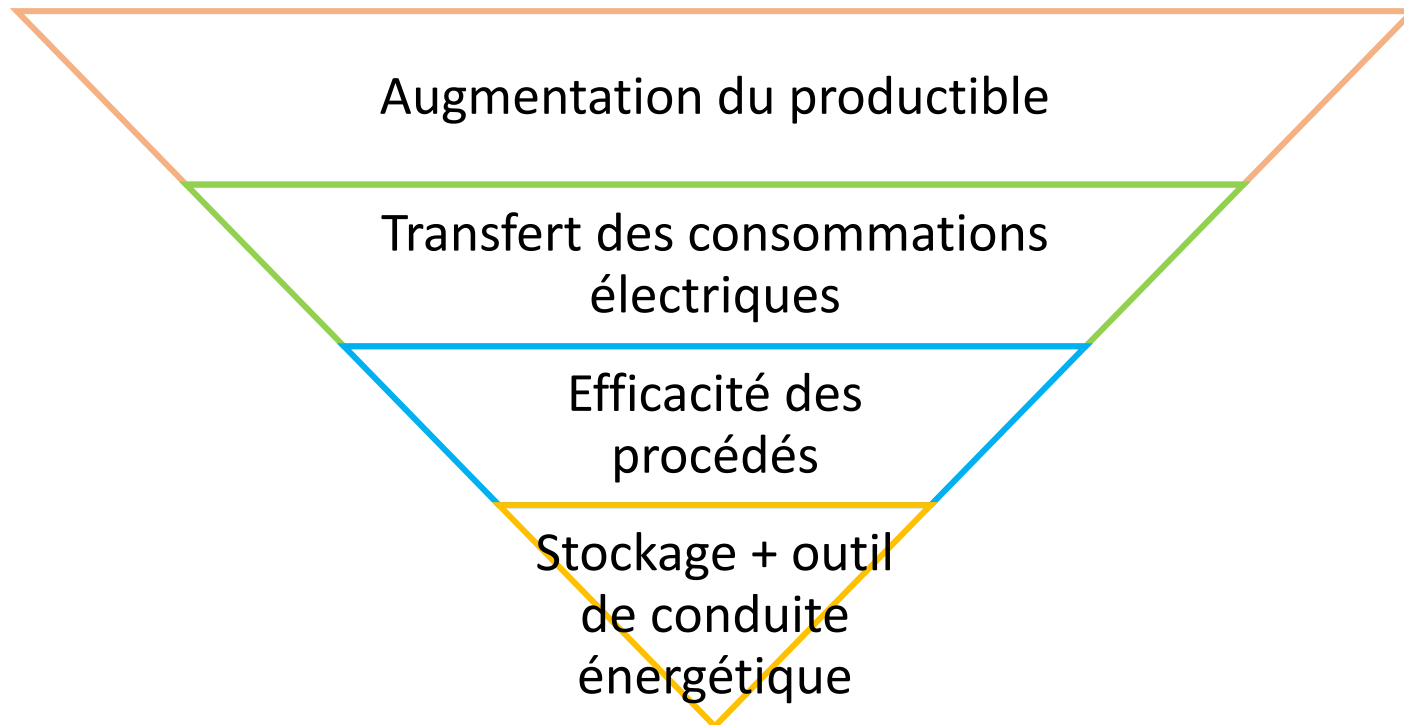 Augmentation du productible
Transfert des consommations
électriques
Efficacité des
procédés
Stockage + outil
de conduite
énergétique